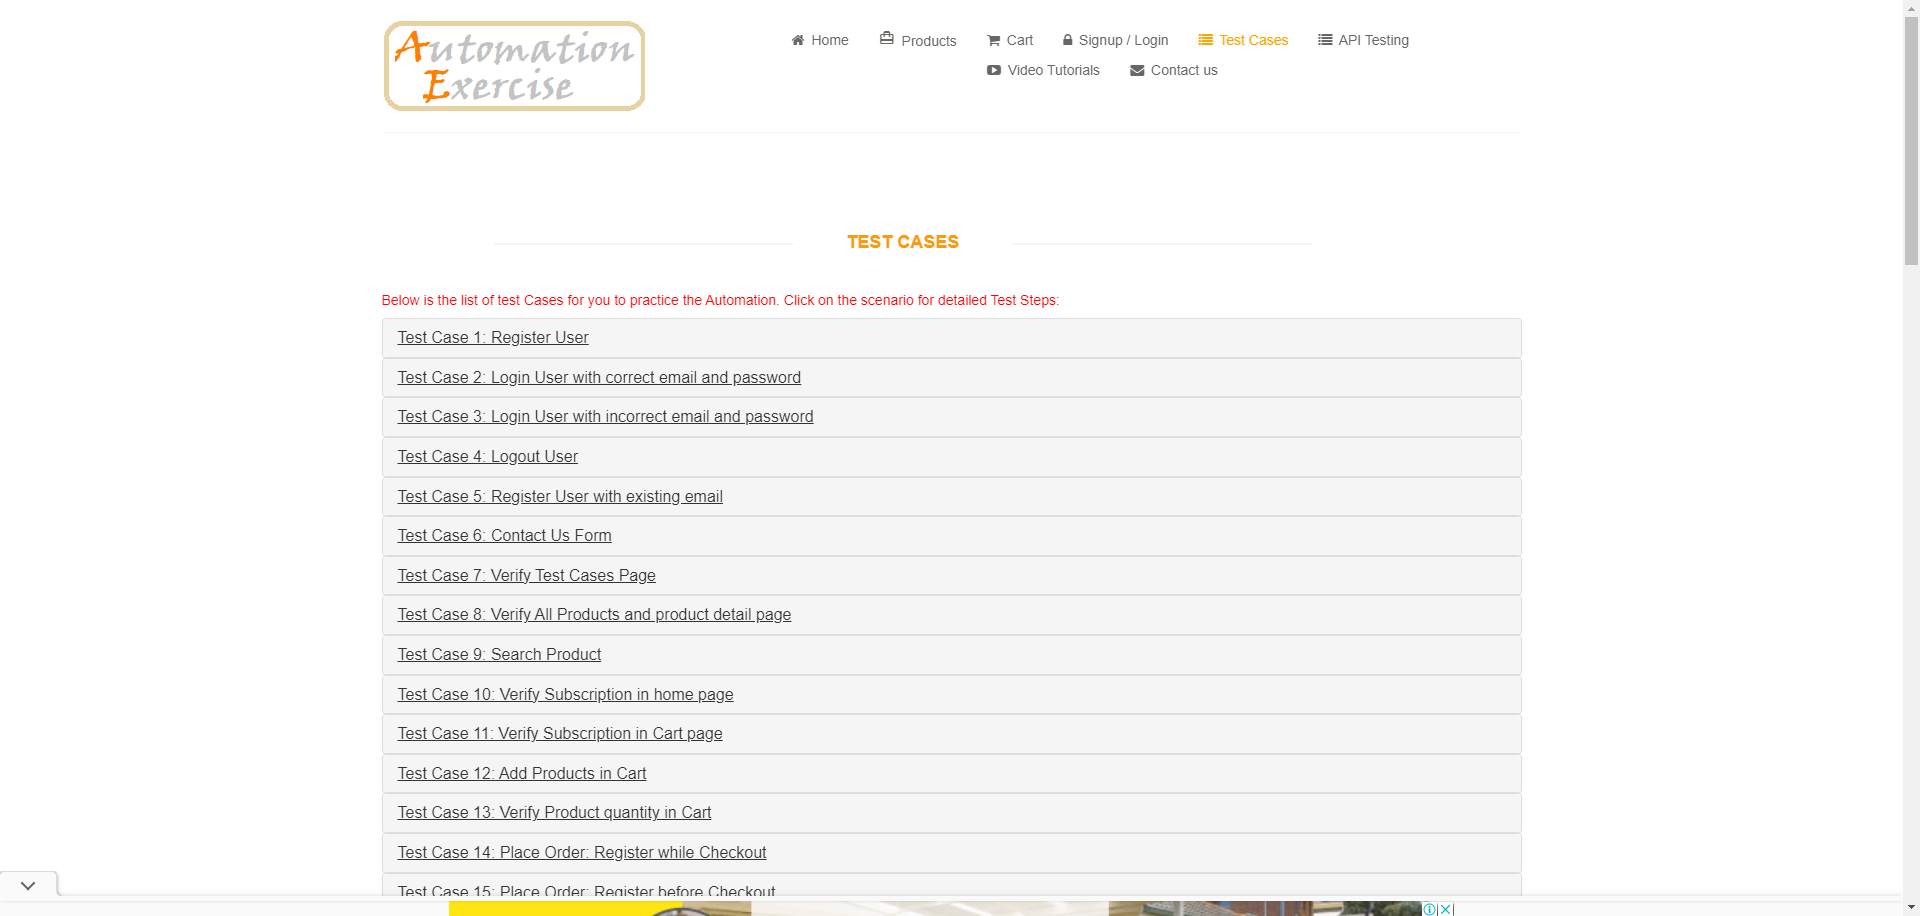 Automation
Exercise
Home
Products
Cart
Signup / Login
Test Cases
API Testing
Video Tutorials
Contact us
TEST CASES
Below is the list of test Cases for you to practice the Automation. Click on the scenario for detailed Test Steps:
Test Case 1: Register User
Test Case 2: Login User with correct email and password
Test Case 3: Login User with incorrect email and password
Test Case 4: Logout User
Test Case 5: Register User with existing email
Test Case 6: Contact Us Form
Test Case 7: Verify Test Cases Page
Test Case 8: Verify All Products and product detail page
Test Case 9: Search Product
Test Case 10: Verify Subscription in home page
Test Case 11: Verify Subscription in Cart page
Test Case 12: Add Products in Cart
Test Case 13: Verify Product quantity in Cart
Test Case 14: Place Order: Register while Checkout
Test Case 15: Place Order: Register before Checkout